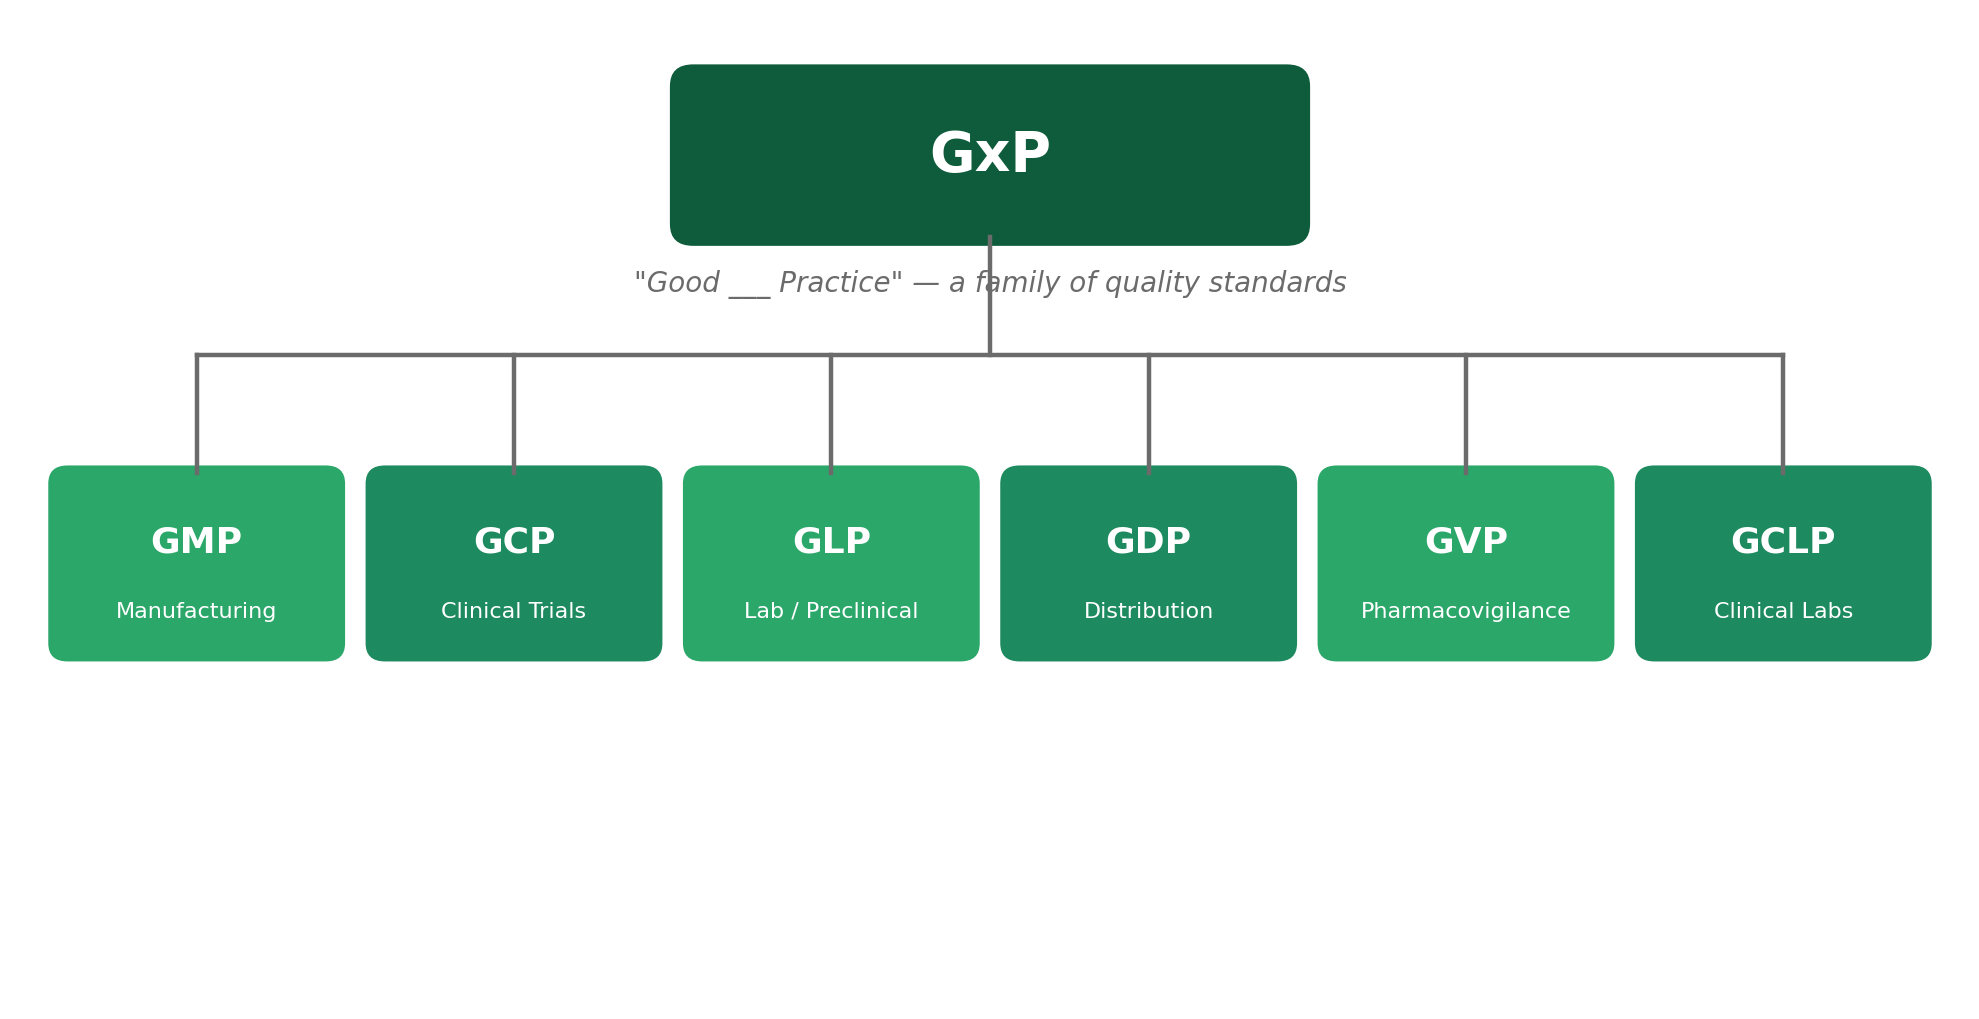 GxP
"Good ___ Practice" — a family of quality standards
GMP
Manufacturing
GCP
Clinical Trials
GLP
Lab / Preclinical
GDP
Distribution
GVP
Pharmacovigilance
GCLP
Clinical Labs